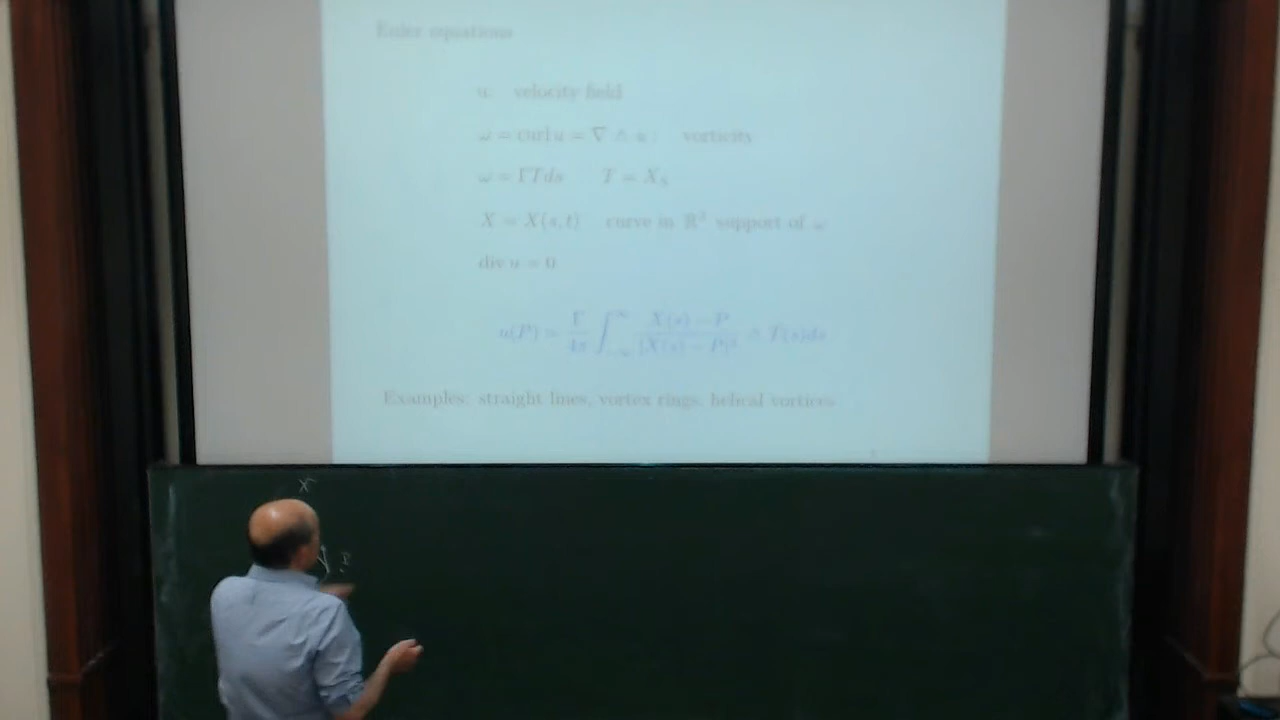 Euler equations
u velocity field
ω = curl u = ∇ ∧ u : vorticity
ω = ΓTds T = Xₛ
X = X(s, t) curve in ℝ³ support of ω
div u = 0
u(P) = Γ/4π ∫_{-∞}^{∞} (X(s) − P)/|X(s) − P|³ ∧ T(s)ds
Examples: straight lines, vortex rings, helical vortices